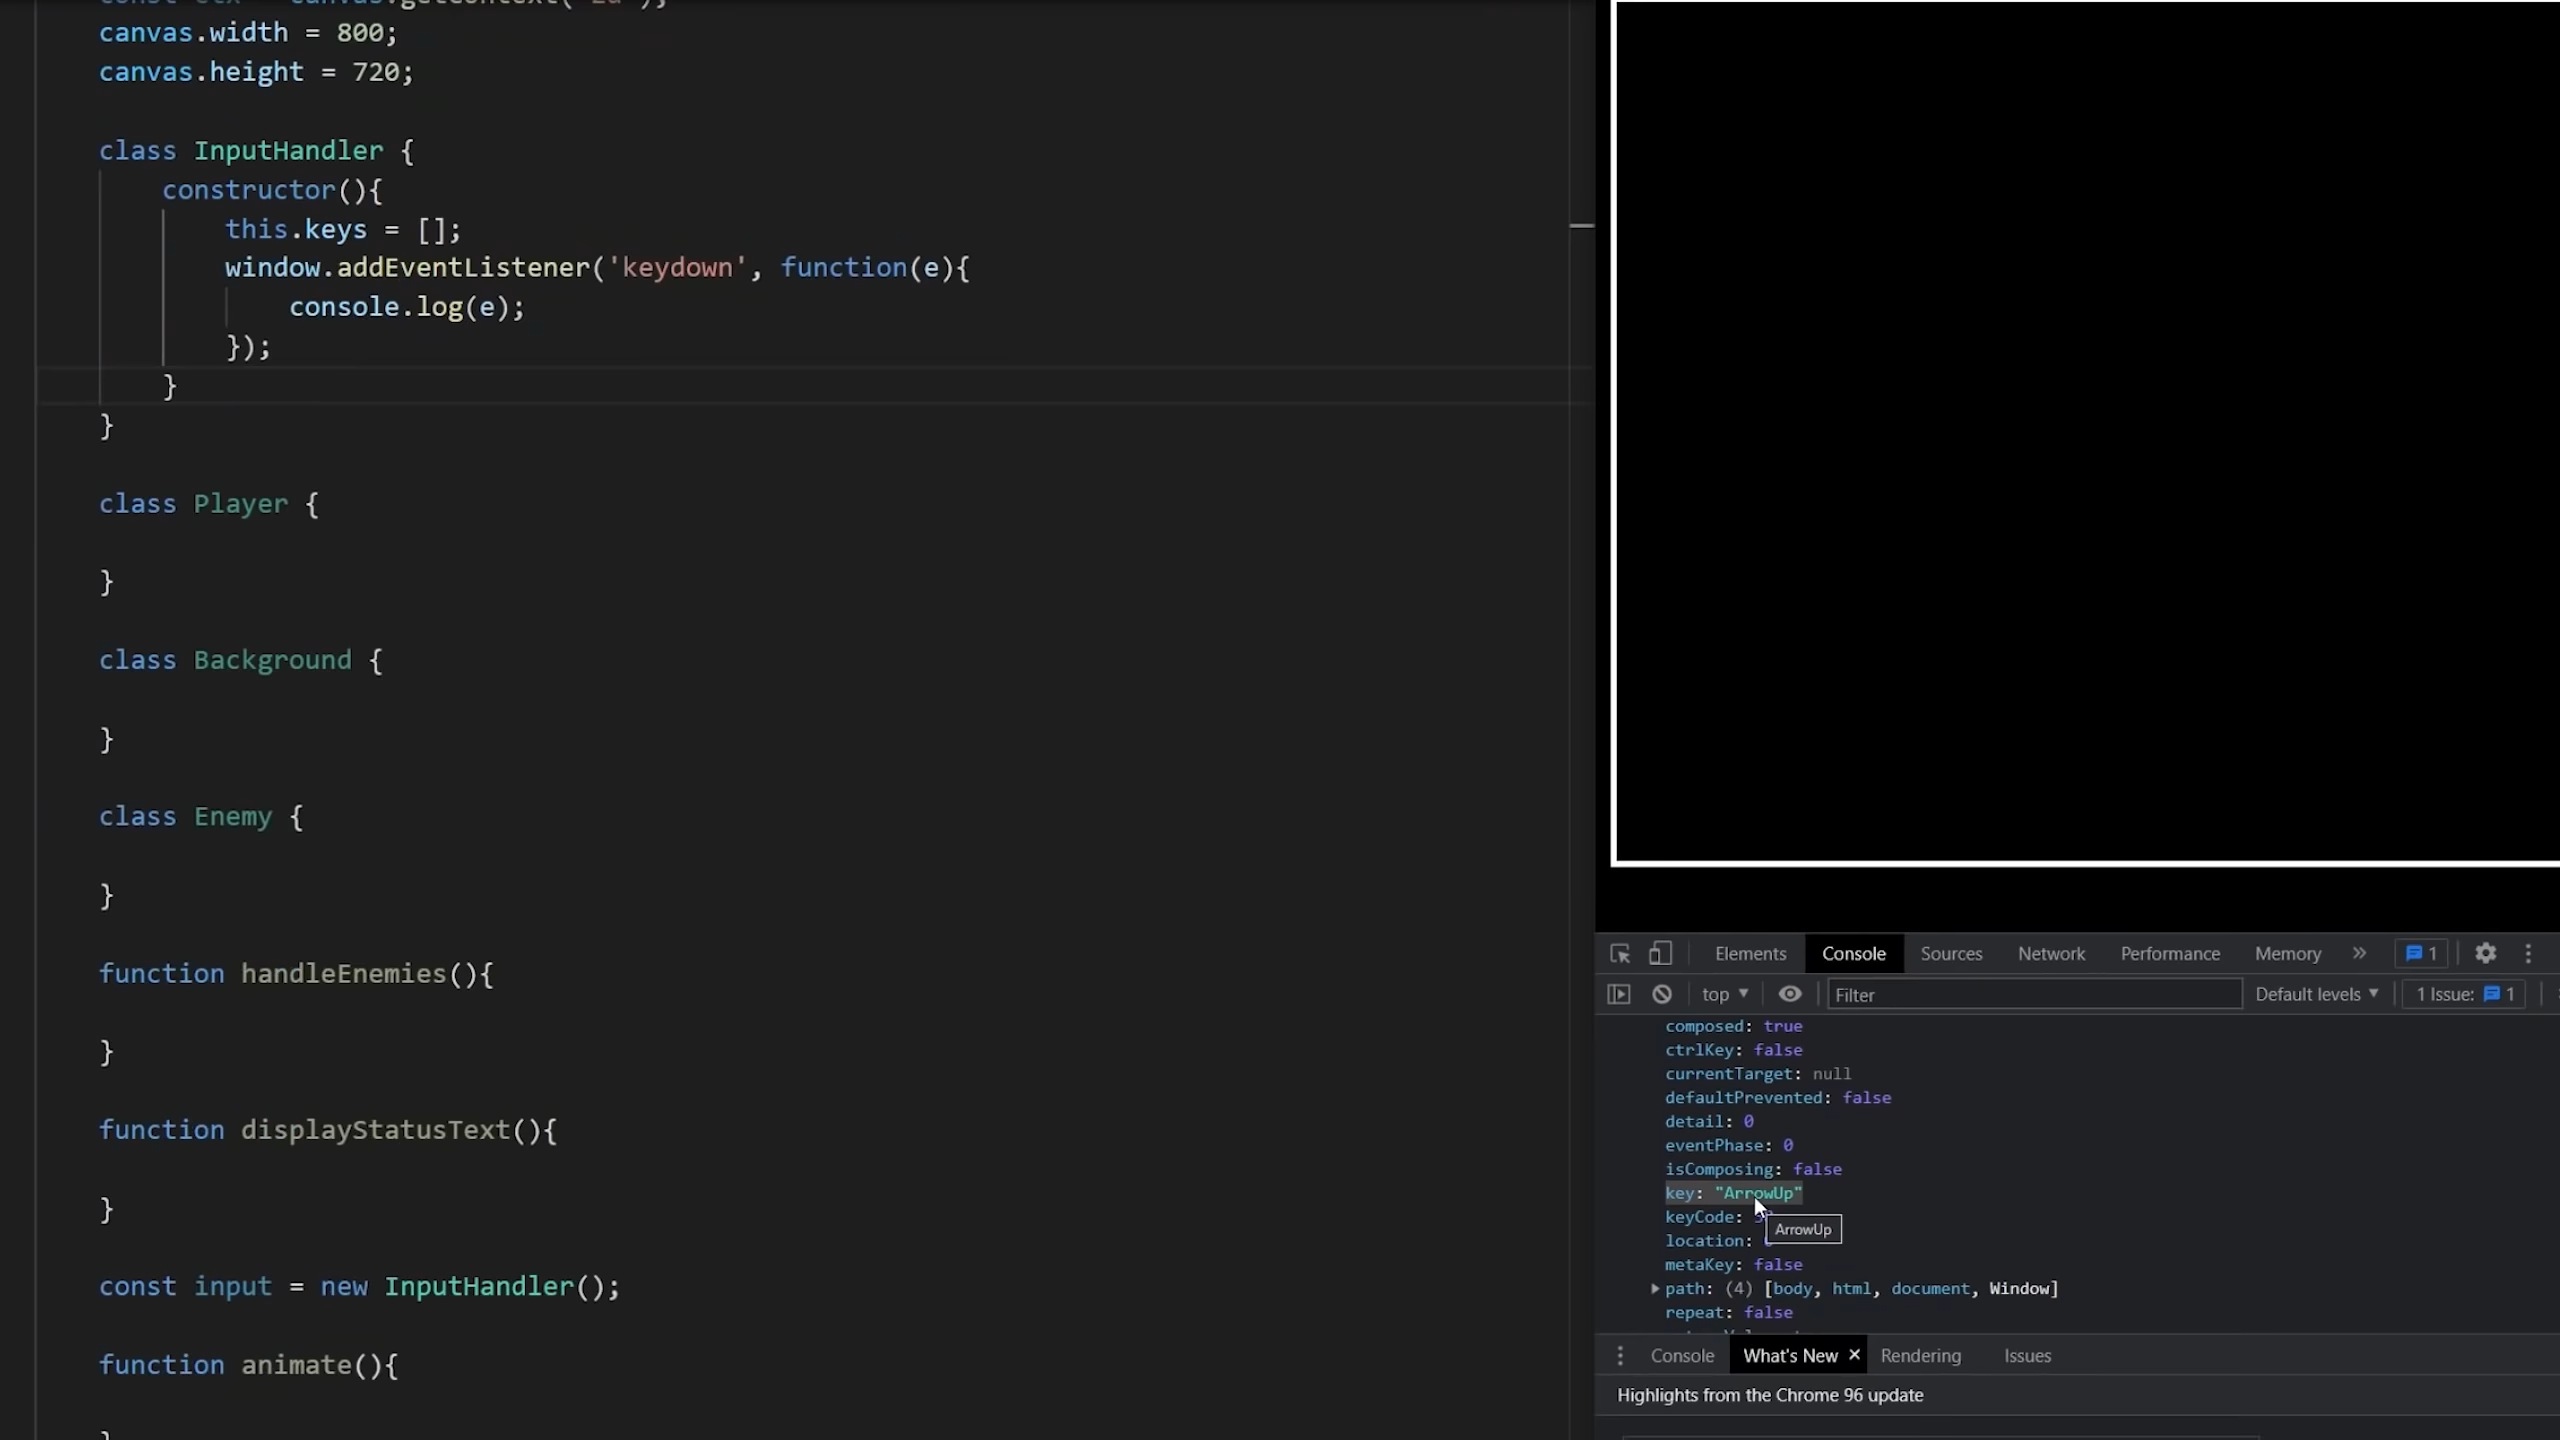 canvas.width = 800;
canvas.height = 720;
class InputHandler {
constructor(){
this.keys = [];
window.addEventListener('keydown', function(e){
console.log(e);
});
}
}
class Player {
}
class Background {
}
class Enemy {
}
function handleEnemies(){
}
function displayStatusText(){
}
const input = new InputHandler();
function animate(){
Elements Console Sources Network Performance Memory » 1
top Filter Default levels 1 Issue: 1
composed: true
ctrlKey: false
currentTarget: null
defaultPrevented: false
detail: 0
eventPhase: 0
isComposing: false
key: "ArrowUp"
keyCode:
ArrowUp
location:
metaKey: false
path: (4) [body, html, document, Window]
repeat: false
Console What's New × Rendering Issues
Highlights from the Chrome 96 update